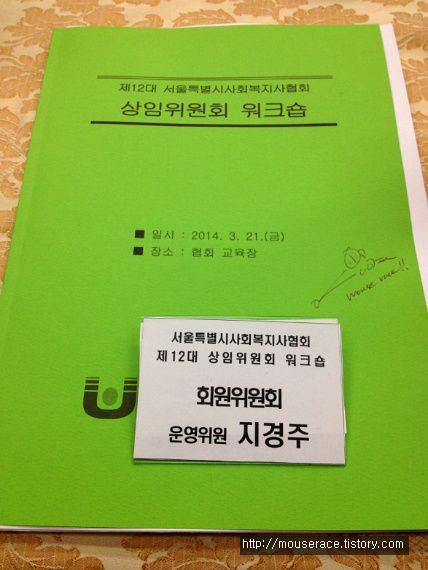 제12대 서울특별시사회복지사협회
상임위원회 워크숍
■ 일시 : 2014. 3. 21.(금)
■ 장소 : 협회 교육장
mouse race!!
서울특별시사회복지사협회
제12대 상임위원회 워크숍
회원위원회
운영위원 지경주
http://mouserace.tistory.com